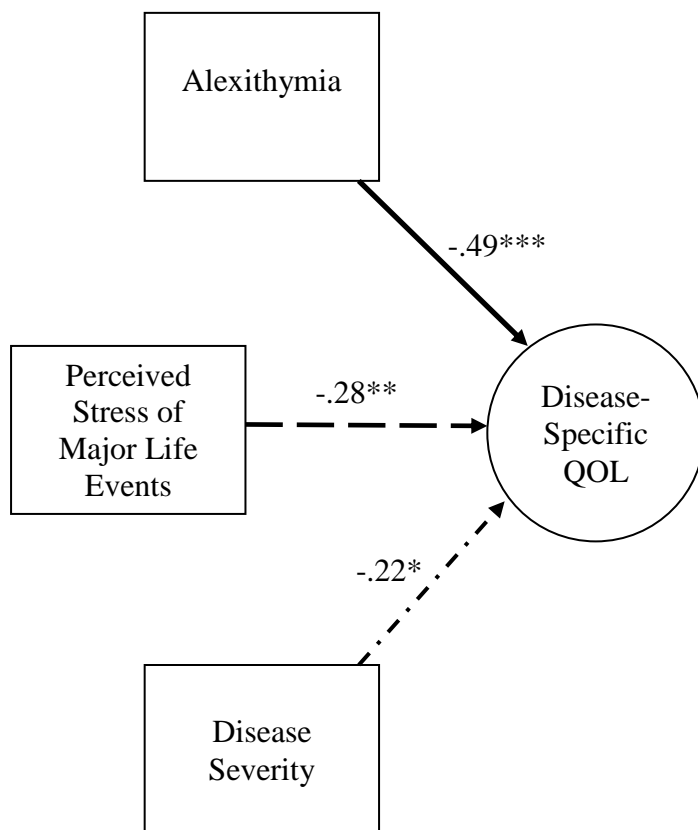 Alexithymia
-.49***
Perceived
Stress of
Major Life
Events
-.28**
Disease-
Specific
QOL
-.22*
Disease
Severity